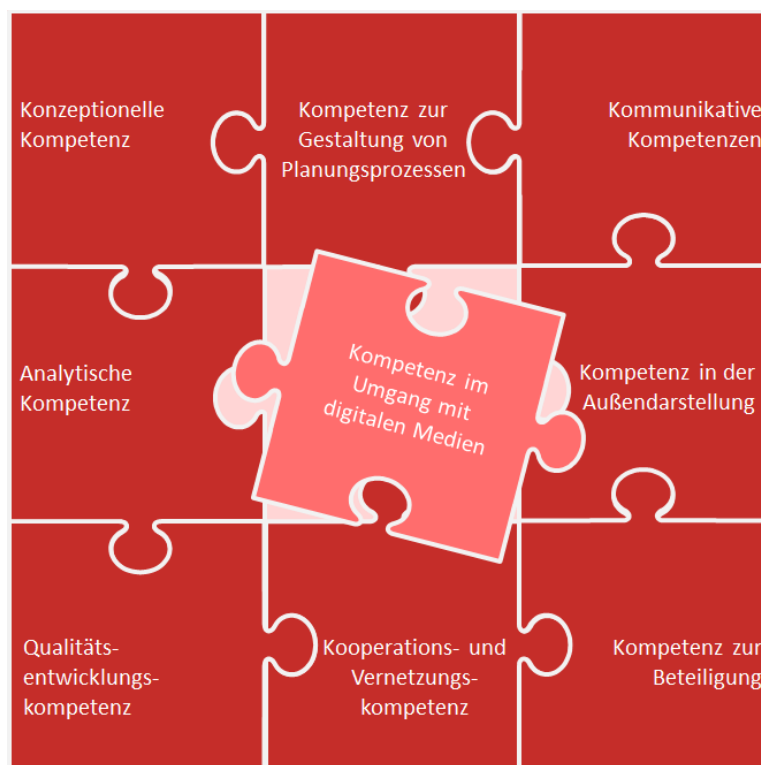 Konzeptionelle
Kompetenz
Kompetenz zur
Gestaltung von
Planungsprozessen
Kommunikative
Kompetenzen
Analytische
Kompetenz
Kompetenz im
Umgang mit
digitalen Medien
Kompetenz in der
Außendarstellung
Qualitäts-
entwicklungs-
kompetenz
Kooperations- und
Vernetzungs-
kompetenz
Kompetenz zur
Beteiligung